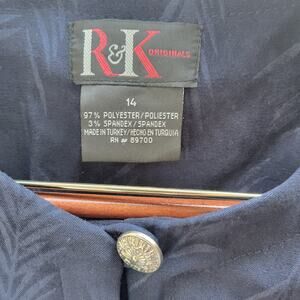 R&K ORIGINALS
14
97% POLYESTER/POLIESTER
3% SPANDEX/SPANDEX
MADE IN TURKEY/HECHO EN TURQUIA
RN # 89700